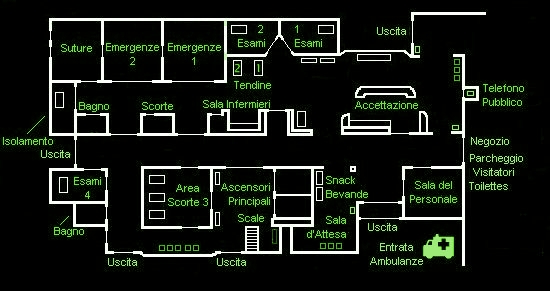 2
1
Esami
Esami
Uscita
Suture
Emergenze
2
Emergenze
1
2
1
Tendine
Telefono
Pubblico
Bagno
Scorte
Sala Infermieri
Accettazione
Isolamento
Uscita
Negozio
Parcheggio
Visitatori
Toilettes
Esami
4
Area
Scorte 3
Ascensori
Principali
Scale
Snack
Bevande
Sala del
Personale
Sala
d'Attesa
Bagno
Uscita
Uscita
Uscita
Entrata
Ambulanze